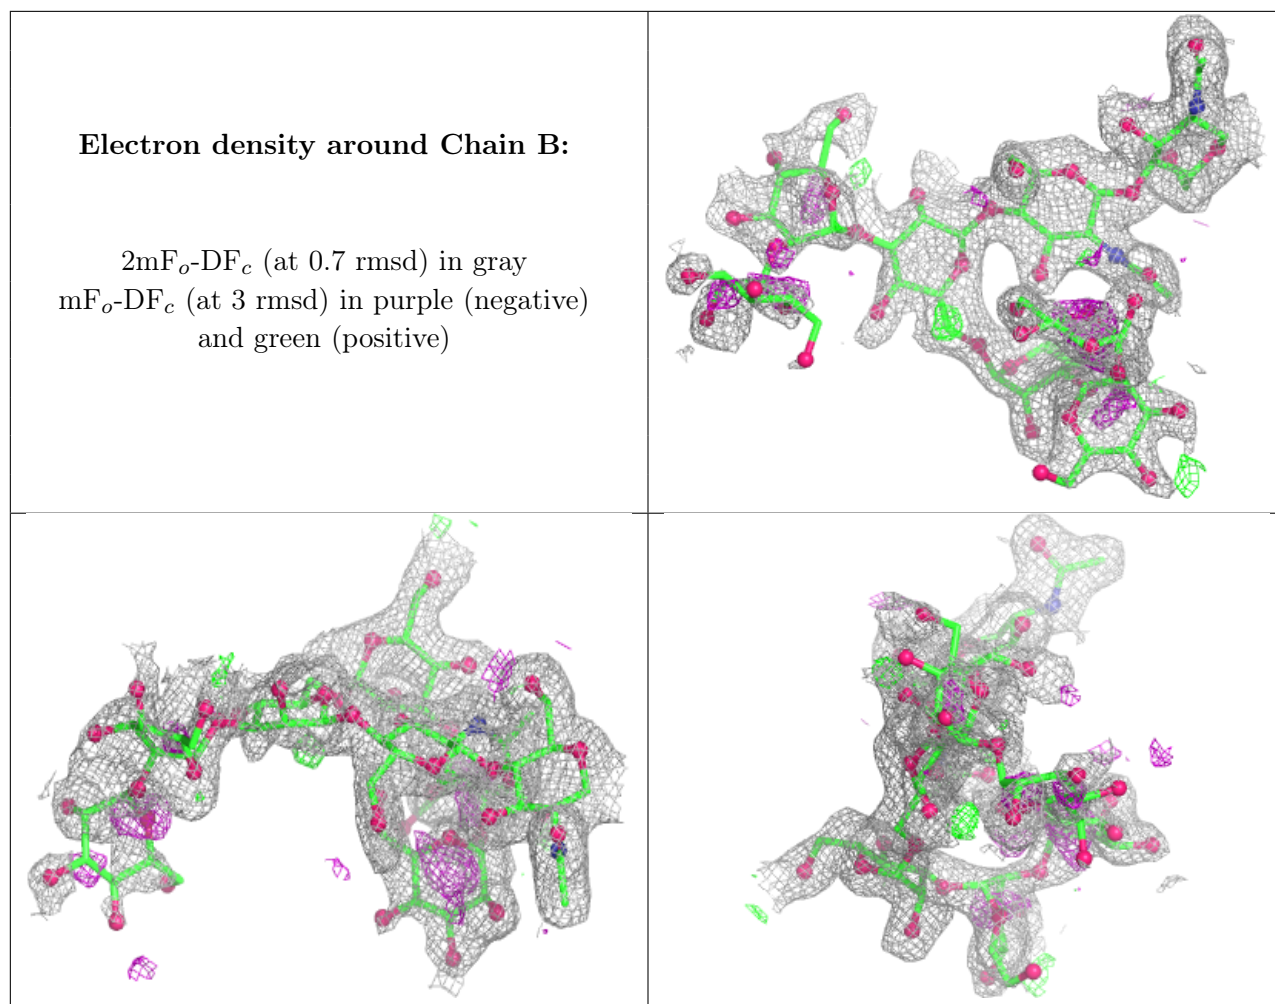 Electron density around Chain B:
2mFo-DFc (at 0.7 rmsd) in gray
mFo-DFc (at 3 rmsd) in purple (negative)
and green (positive)